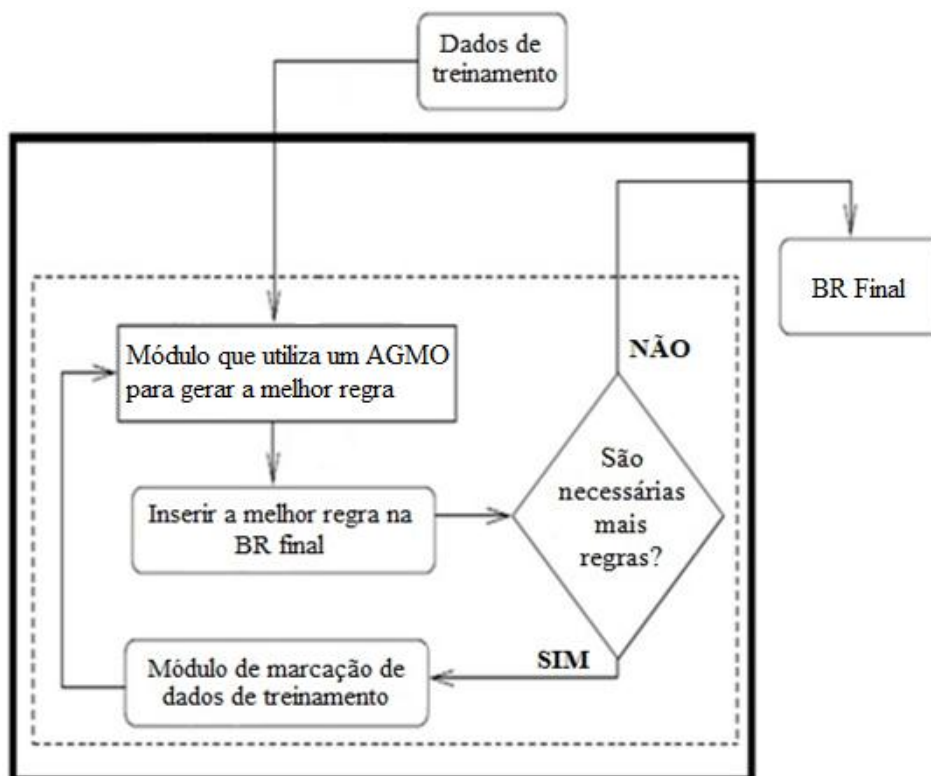 Dados de
treinamento
BR Final
Módulo que utiliza um AGMO
para gerar a melhor regra
NÃO
São
necessárias
mais
regras?
Inserir a melhor regra na
BR final
SIM
Módulo de marcação de
dados de treinamento